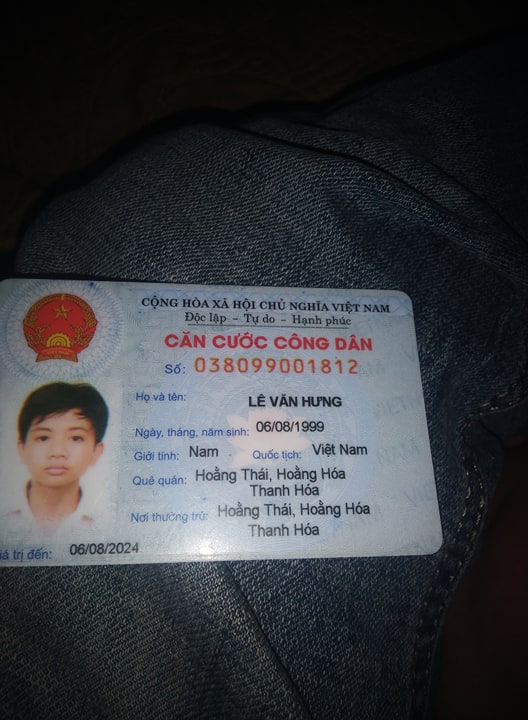 CỘNG HÒA XÃ HỘI CHỦ NGHĨA VIỆT NAM
Độc lập – Tự do – Hạnh phúc
CĂN CƯỚC CÔNG DÂN
Số: 038099001812
Họ và tên: LÊ VĂN HƯNG
Ngày, tháng, năm sinh: 06/08/1999
Giới tính: Nam Quốc tịch: Việt Nam
Quê quán: Hoằng Thái, Hoằng Hóa
Thanh Hóa
Nơi thường trú: Hoằng Thái, Hoằng Hóa
Thanh Hóa
trị đến: 06/08/2024